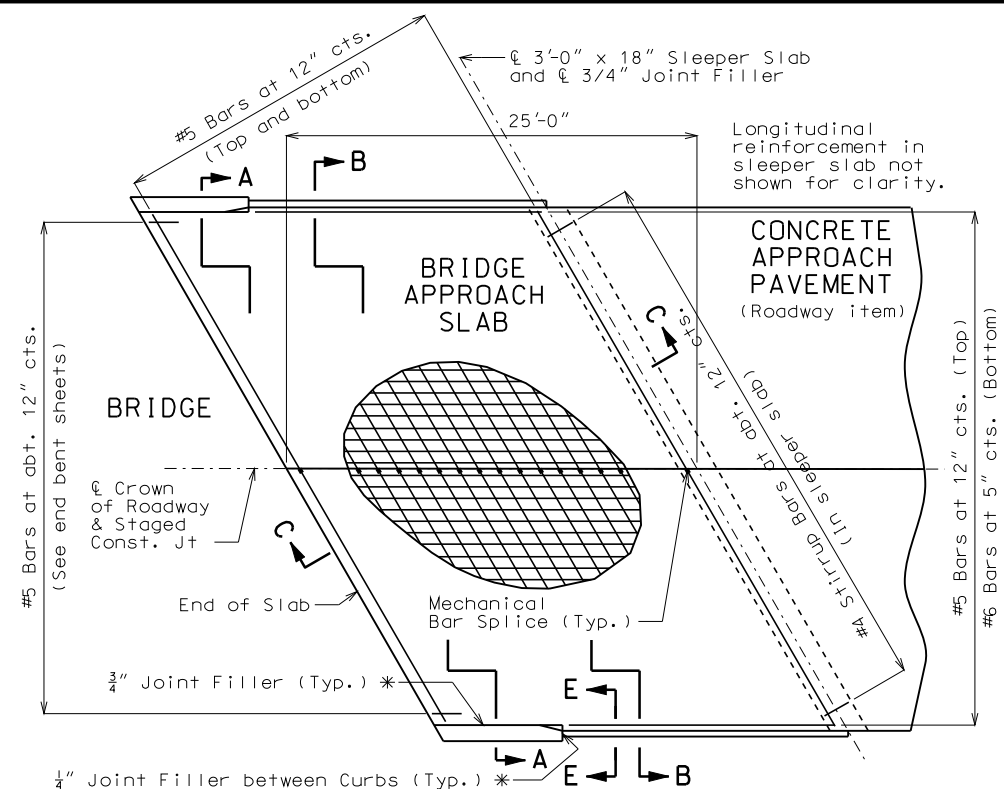 #5 Bars at 12" cts.
(Top and bottom)
℄ 3'-0" x 18" Sleeper Slab
and ℄ 3/4" Joint Filler
25'-0"
Longitudinal
reinforcement in
sleeper slab not
shown for clarity.
A
B
CONCRETE
APPROACH
PAVEMENT
(Roadway item)
BRIDGE
APPROACH
SLAB
C
#5 Bars at abt. 12" cts.
(See end bent sheets)
BRIDGE
#4 Stirrup Bars at abt. 12" cts.
(In sleeper slab)
#5 Bars at 12" cts. (Top)
#6 Bars at 5" cts. (Bottom)
℄ Crown
of Roadway
& Staged
Const. Jt
C
End of Slab
Mechanical
Bar Splice (Typ.)
3/4" Joint Filler (Typ.) *
E
A
E
B
1/4" Joint Filler between Curbs (Typ.) *